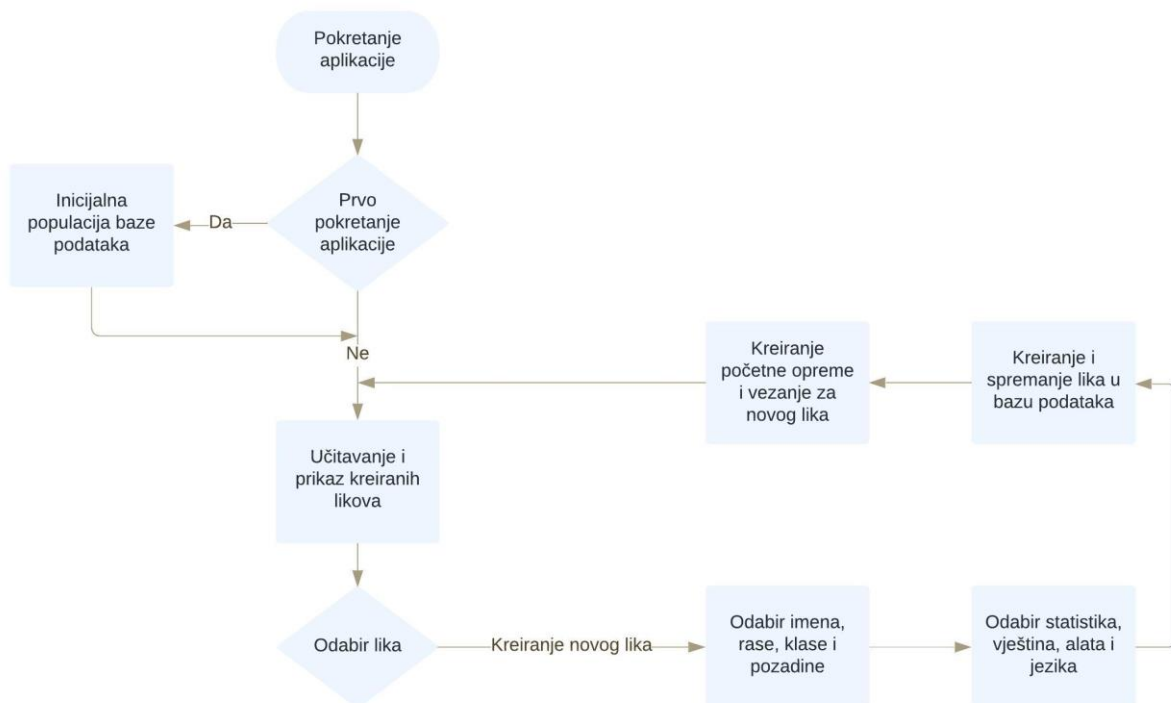 Pokretanje
aplikacije
Prvo
pokretanje
aplikacije
Da
Inicijalna
populacija baze
podataka
Ne
Kreiranje
početne opreme
i vezanje za
novog lika
Kreiranje i
spremanje lika u
bazu podataka
Učitavanje i
prikaz kreiranih
likova
Odabir lika
Kreiranje novog lika
Odabir imena,
rase, klase i
pozadine
Odabir statistika,
vještina, alata i
jezika